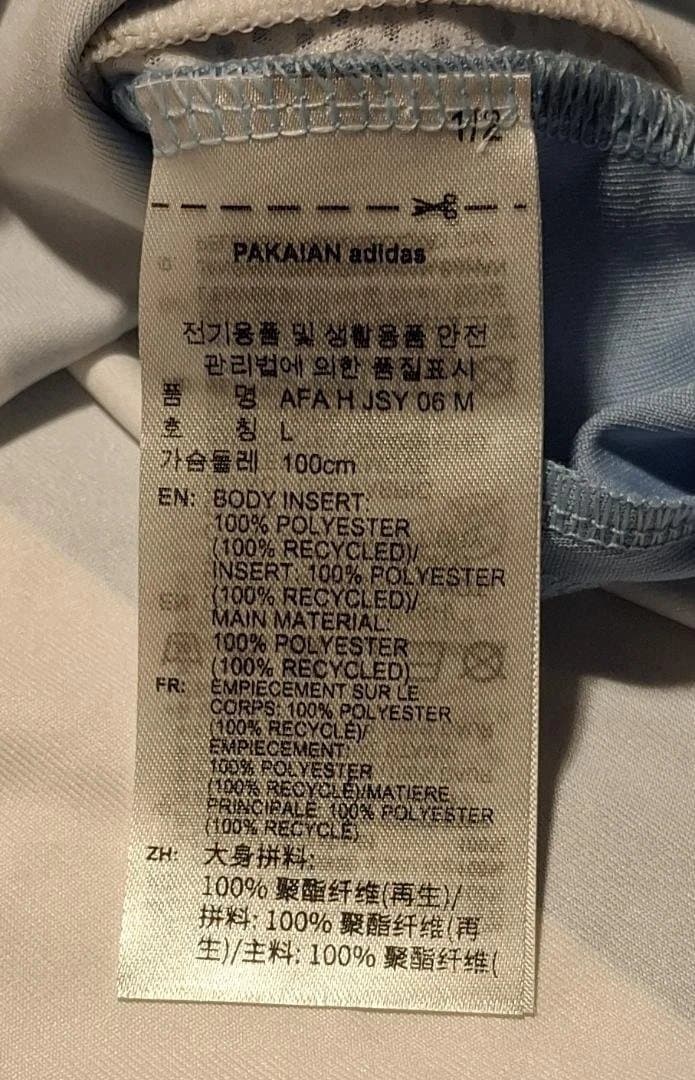 1/2
PAKAIAN adidas
전기용품 및 생활용품 안전
관리법에 의한 품질표시
품 명 AFA H JSY 06 M
호 칭 L
가슴둘레 100cm
EN: BODY INSERT:
100% POLYESTER
(100% RECYCLED)/
INSERT: 100% POLYESTER
(100% RECYCLED)/
MAIN MATERIAL:
100% POLYESTER
(100% RECYCLED)
FR: EMPIECEMENT SUR LE
CORPS: 100% POLYESTER
(100% RECYCLÉ)/
EMPIECEMENT:
100% POLYESTER
(100% RECYCLÉ)/MATIERE
PRINCIPALE: 100% POLYESTER
(100% RECYCLÉ)
ZH: 大身拼料:
100% 聚酯纤维(再生)/
拼料: 100% 聚酯纤维(再
生)/主料: 100% 聚酯纤维(